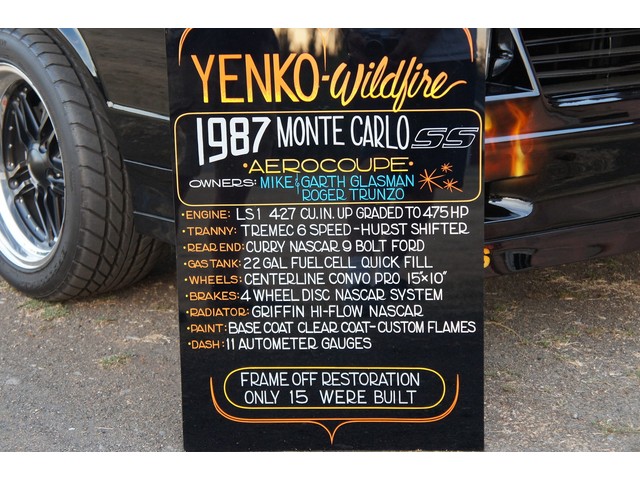 YENKO-Wildfire
1987 MONTE CARLO SS
•AEROCOUPE•
OWNERS: MIKE & GARTH GLASMAN
ROGER TRUNZO
•ENGINE: LS1 427 CU.IN. UP GRADED TO 475 HP
•TRANNY: TREMEC 6 SPEED-HURST SHIFTER
•REAR END: CURRY NASCAR 9 BOLT FORD
•GAS TANK: 22 GAL FUEL CELL QUICK FILL
•WHEELS: CENTERLINE CONVO PRO 15"X10"
•BRAKES: 4 WHEEL DISC NASCAR SYSTEM
•RADIATOR: GRIFFIN HI-FLOW NASCAR
•PAINT: BASE COAT CLEAR COAT-CUSTOM FLAMES
•DASH: 11 AUTOMETER GAUGES
FRAME OFF RESTORATION
ONLY 15 WERE BUILT